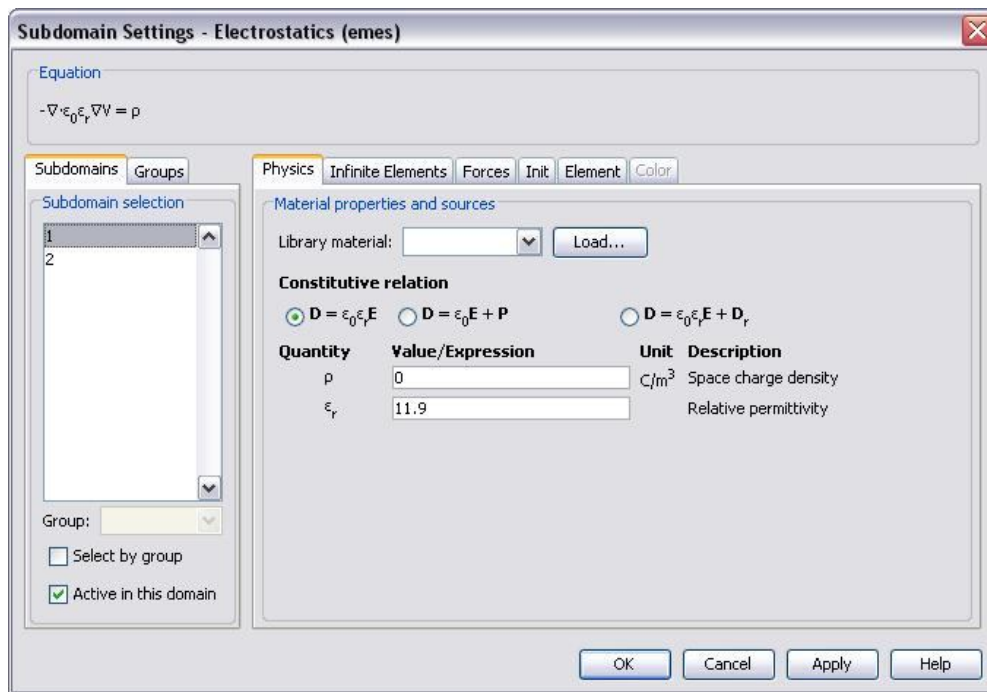 Subdomain Settings - Electrostatics (emes)
Equation
-∇·ε₀εᵣ∇V = ρ
Subdomains Groups
Subdomain selection
1
2
Group:
Select by group
Active in this domain
Physics Infinite Elements Forces Init Element Color
Material properties and sources
Library material: Load...
Constitutive relation
D = ε₀εᵣE D = ε₀E + P D = ε₀εᵣE + Dᵣ
Quantity Value/Expression Unit Description
ρ 0 C/m³ Space charge density
εᵣ 11.9 Relative permittivity
OK Cancel Apply Help